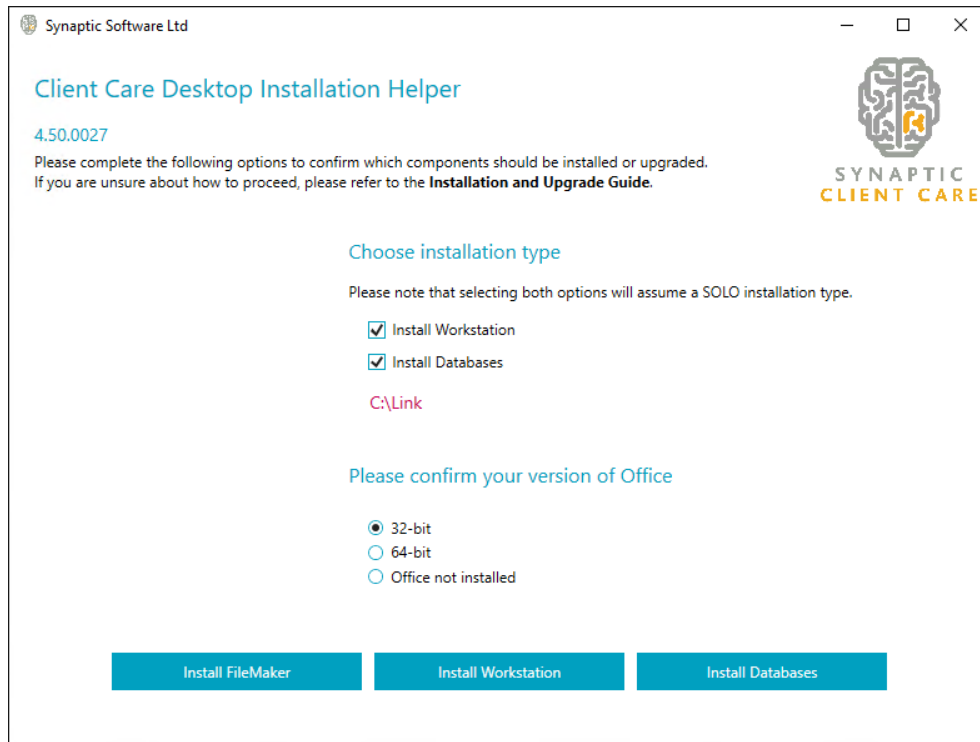 Synaptic Software Ltd
Client Care Desktop Installation Helper
4.50.0027
Please complete the following options to confirm which components should be installed or upgraded.
If you are unsure about how to proceed, please refer to the Installation and Upgrade Guide.
SYNAPTIC
CLIENT CARE
Choose installation type
Please note that selecting both options will assume a SOLO installation type.
Install Workstation
Install Databases
C:\Link
Please confirm your version of Office
32-bit
64-bit
Office not installed
Install FileMaker
Install Workstation
Install Databases